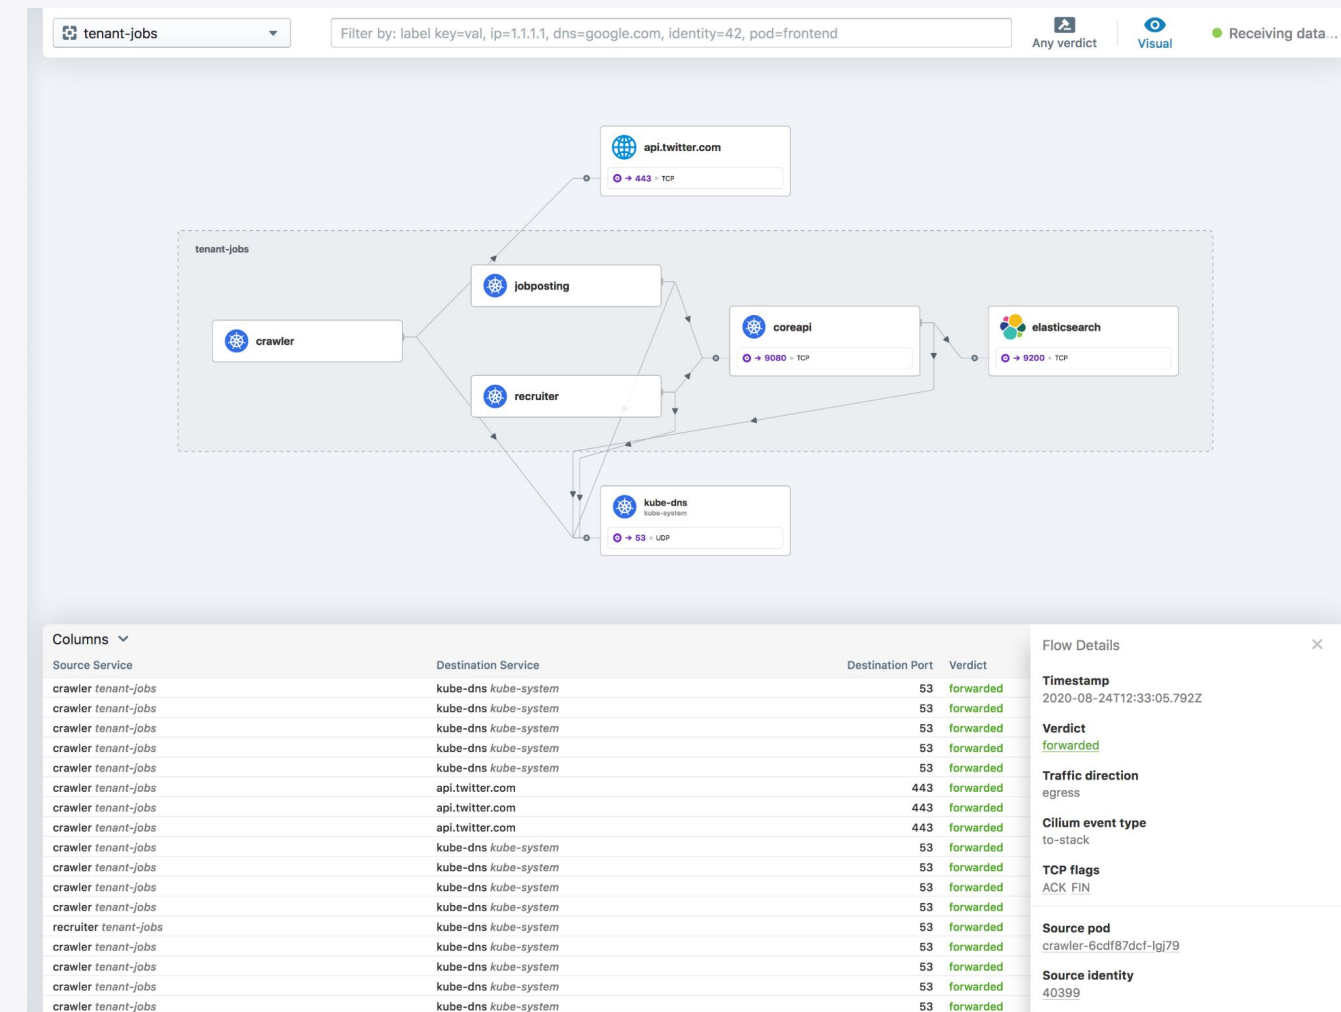 tenant-jobs
Filter by: label key=val, ip=1.1.1.1, dns=google.com, identity=42, pod=frontend
Any verdict
Visual
Receiving data...
api.twitter.com
→ 443 • TCP
tenant-jobs
jobposting
crawler
coreapi
→ 9080 • TCP
elasticsearch
→ 9200 • TCP
recruiter
kube-dns
kube-system
→ 53 • UDP
Columns
Source Service Destination Service Destination Port Verdict
crawler tenant-jobs kube-dns kube-system 53 forwarded
crawler tenant-jobs kube-dns kube-system 53 forwarded
crawler tenant-jobs kube-dns kube-system 53 forwarded
crawler tenant-jobs kube-dns kube-system 53 forwarded
crawler tenant-jobs kube-dns kube-system 53 forwarded
crawler tenant-jobs api.twitter.com 443 forwarded
crawler tenant-jobs api.twitter.com 443 forwarded
crawler tenant-jobs api.twitter.com 443 forwarded
crawler tenant-jobs kube-dns kube-system 53 forwarded
crawler tenant-jobs kube-dns kube-system 53 forwarded
crawler tenant-jobs kube-dns kube-system 53 forwarded
crawler tenant-jobs kube-dns kube-system 53 forwarded
recruiter tenant-jobs kube-dns kube-system 53 forwarded
crawler tenant-jobs kube-dns kube-system 53 forwarded
crawler tenant-jobs kube-dns kube-system 53 forwarded
crawler tenant-jobs kube-dns kube-system 53 forwarded
crawler tenant-jobs kube-dns kube-system 53 forwarded
Flow Details
Timestamp
2020-08-24T12:33:05.792Z
Verdict
forwarded
Traffic direction
egress
Cilium event type
to-stack
TCP flags
ACK FIN
Source pod
crawler-6cdf87dcf-lgj79
Source identity
40399